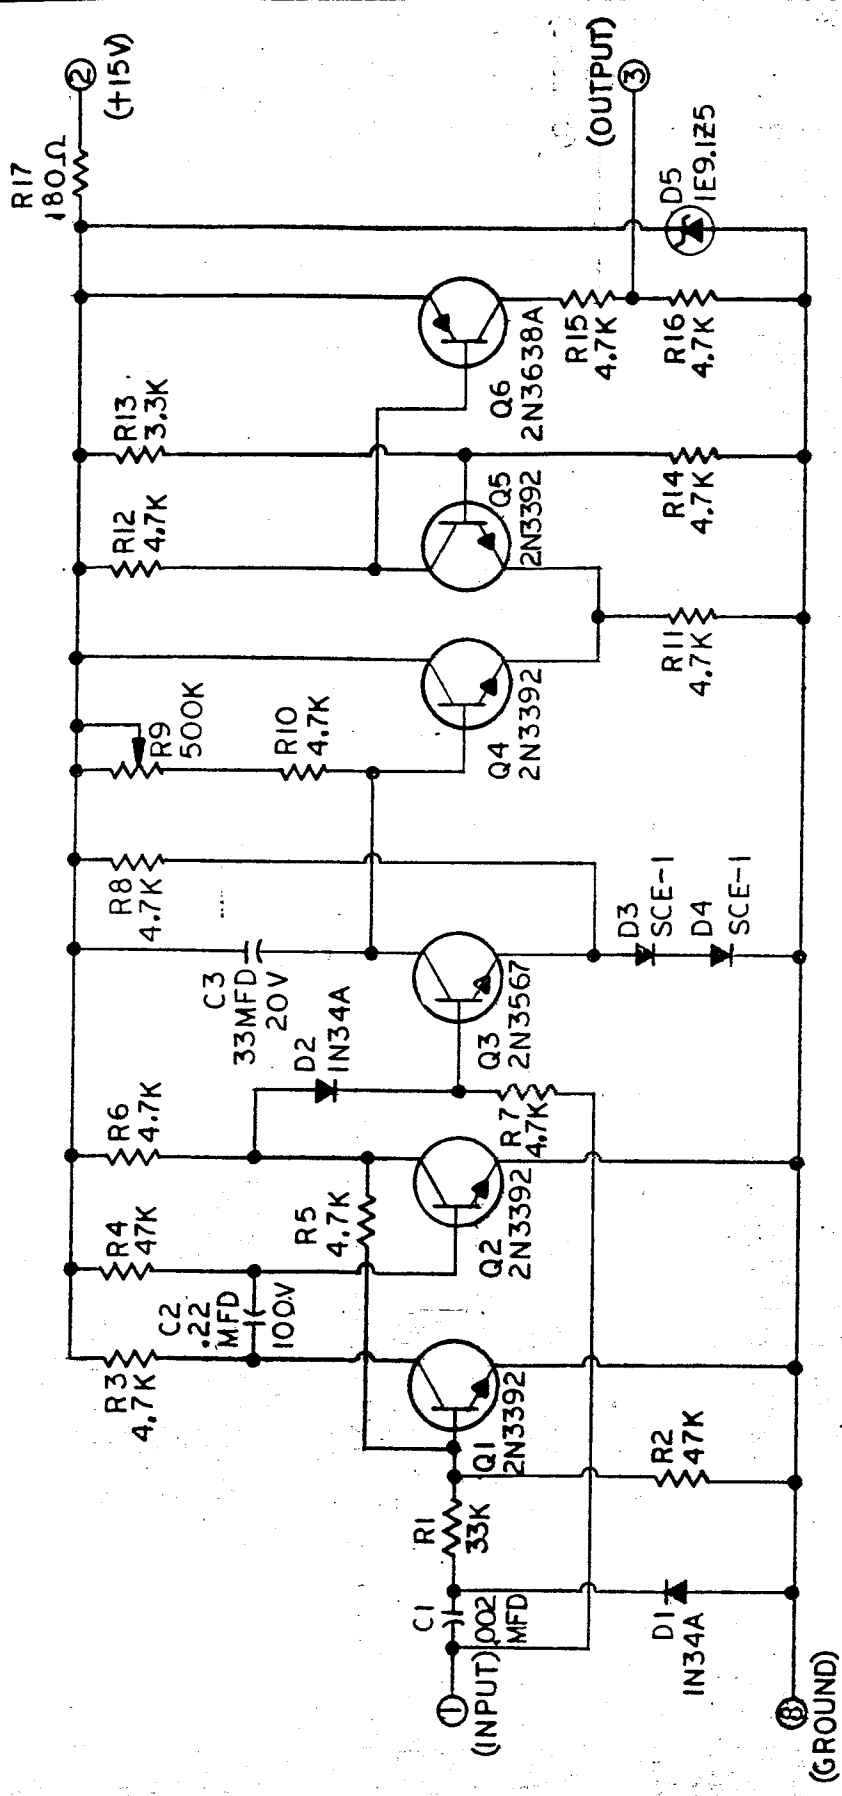 R17
180Ω
②
(+15V)
(OUTPUT)
③
D5
1E9.1Z5
R15
4.7K
R16
4.7K
Q6
2N3638A
R13
3.3K
R12
4.7K
Q5
2N3392
R14
4.7K
R11
4.7K
R9
500K
R10
4.7K
Q4
2N3392
R8
4.7K
C3
33MFD
20V
D3
SCE-1
D4
SCE-1
Q3
2N3567
D2
1N34A
R7
4.7K
R6
4.7K
R4
47K
R5
4.7K
Q2
2N3392
C2
.22
MFD
100V
R3
4.7K
Q1
2N3392
R2
47K
R1
33K
C1
.002
MFD
D1
1N34A
①
(INPUT)
⑧
(GROUND)